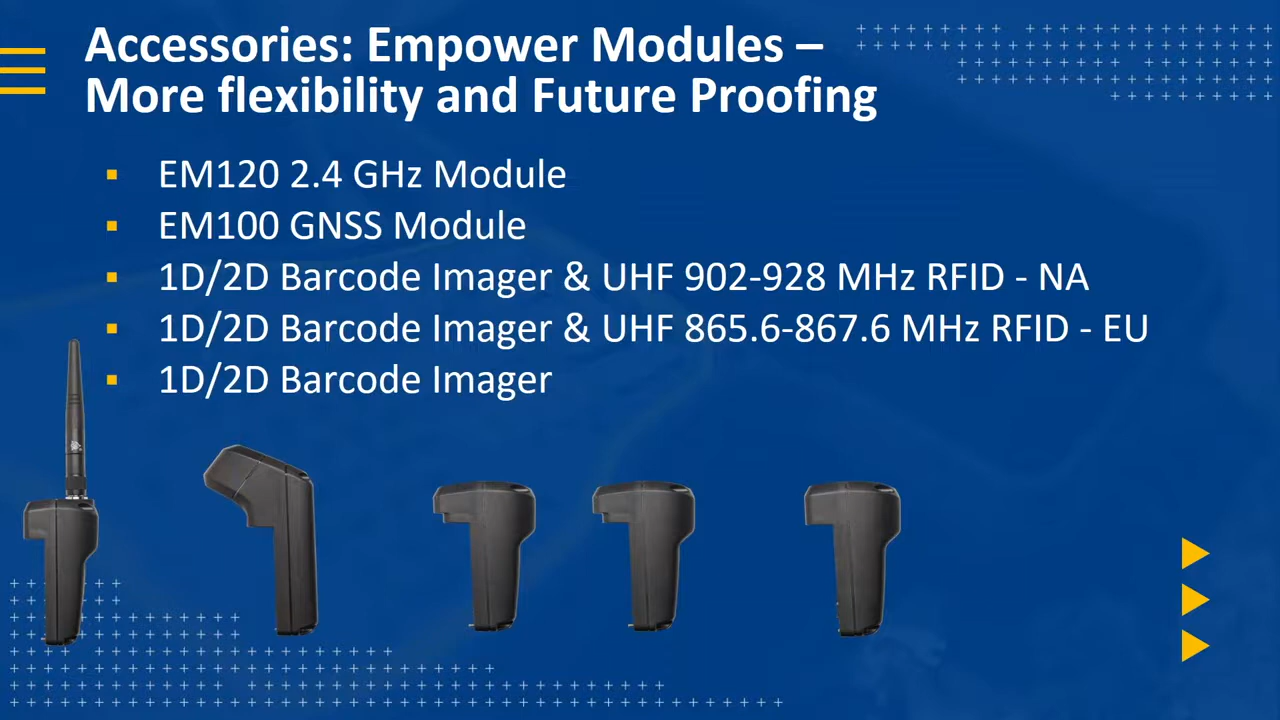 Accessories: Empower Modules –
More flexibility and Future Proofing
EM120 2.4 GHz Module
EM100 GNSS Module
1D/2D Barcode Imager & UHF 902-928 MHz RFID - NA
1D/2D Barcode Imager & UHF 865.6-867.6 MHz RFID - EU
1D/2D Barcode Imager